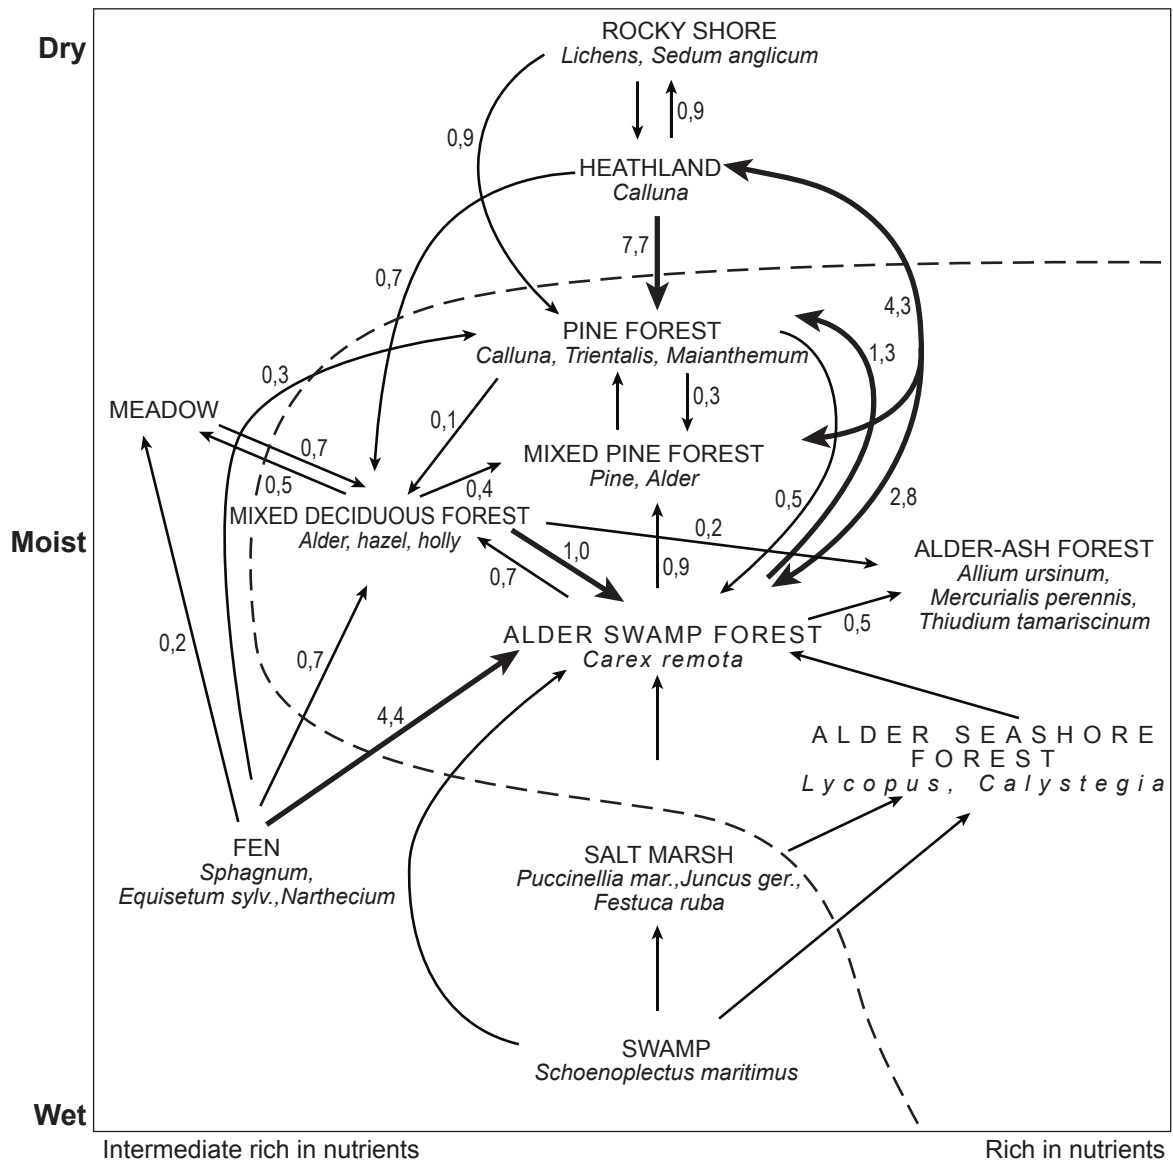 Dry
ROCKY SHORE
Lichens, Sedum anglicum
0,9
0,9
HEATHLAND
Calluna
7,7
0,7
4,3
PINE FOREST
Calluna, Trientalis, Maianthemum
1,3
0,3
MEADOW
0,1
0,3
0,7
0,5
MIXED PINE FOREST
Pine, Alder
0,4
0,5
2,8
MIXED DECIDUOUS FOREST
Alder, hazel, holly
0,2
Moist
1,0
0,7
0,9
ALDER-ASH FOREST
Allium ursinum,
Mercurialis perennis,
Thiudium tamariscinum
0,5
ALDER SWAMP FOREST
Carex remota
0,2
0,7
4,4
ALDER SEASHORE
FOREST
Lycopus, Calystegia
FEN
Sphagnum,
Equisetum sylv.,Narthecium
SALT MARSH
Puccinellia mar.,Juncus ger.,
Festuca ruba
SWAMP
Schoenoplectus maritimus
Wet
Intermediate rich in nutrients
Rich in nutrients